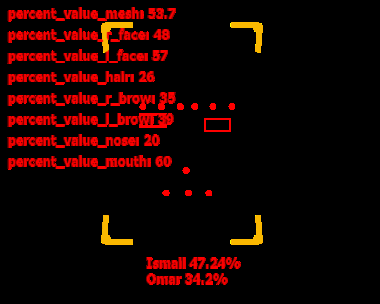 percent_value_mesh: 53.7
percent_value_r_face: 48
percent_value_l_face: 57
percent_value_hair: 26
percent_value_r_brow: 35
percent_value_l_brow: 39
percent_value_nose: 20
percent_value_mouth: 60
Ismail 47.24%
Omar 34.2%